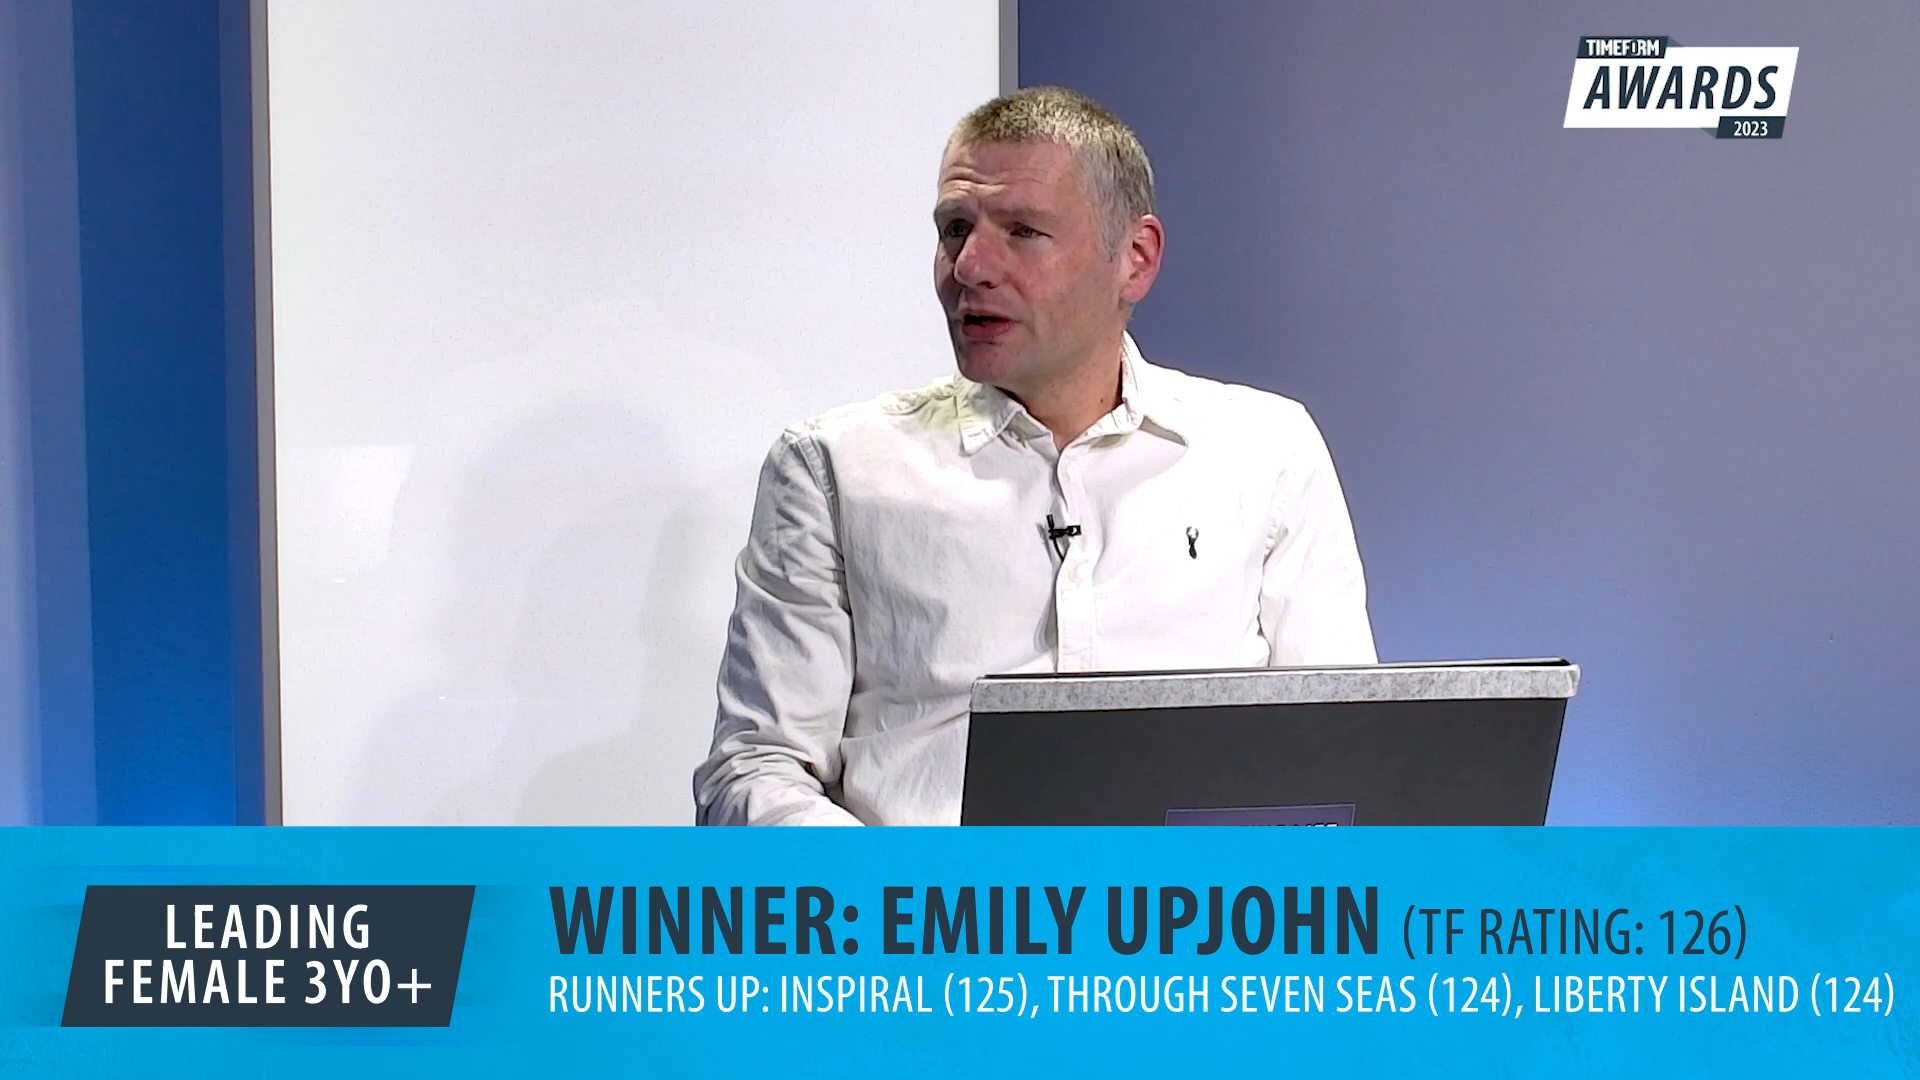 TIMEFORM
AWARDS
2023
LEADING
FEMALE 3YO+
WINNER: EMILY UPJOHN (TF RATING: 126)
RUNNERS UP: INSPIRAL (125), THROUGH SEVEN SEAS (124), LIBERTY ISLAND (124)